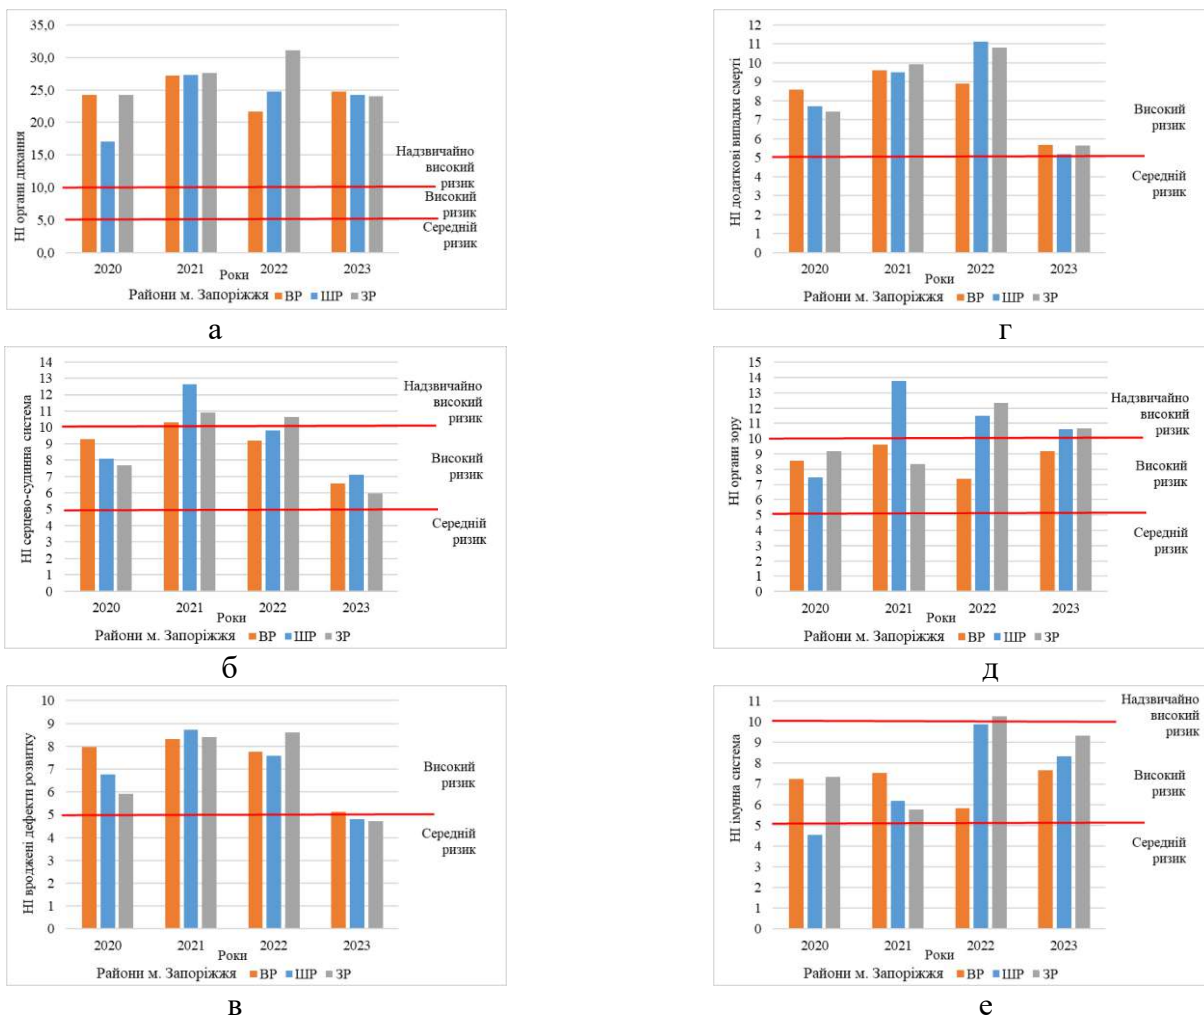 НІ органи дихання
35,0
30,0
25,0
20,0
15,0
10,0
5,0
0,0
Надзвичайно
високий
ризик
Високий
ризик
Середній
ризик
2020 2021 2022 2023
Роки
Райони м. Запоріжжя ВР ШР ЗР
а
НІ додаткові випадки смерті
12
11
10
9
8
7
6
5
4
3
2
1
0
Високий
ризик
Середній
ризик
2020 2021 2022 2023
Роки
Райони м. Запоріжжя ВР ШР ЗР
г
НІ серцево-судинна система
14
13
12
11
10
9
8
7
6
5
4
3
2
1
0
Надзвичайно
високий
ризик
Високий
ризик
Середній
ризик
2020 2021 2022 2023
Роки
Райони м. Запоріжжя ВР ШР ЗР
б
НІ органи зору
15
14
13
12
11
10
9
8
7
6
5
4
3
2
1
0
Надзвичайно
високий
ризик
Високий
ризик
Середній
ризик
2020 2021 2022 2023
Роки
Райони м. Запоріжжя ВР ШР ЗР
д
НІ вроджені дефекти розвитку
10
9
8
7
6
5
4
3
2
1
0
Високий
ризик
Середній
ризик
2020 2021 2022 2023
Роки
Райони м. Запоріжжя ВР ШР ЗР
в
НІ імунна система
11
10
9
8
7
6
5
4
3
2
1
0
Надзвичайно
високий
ризик
Високий
ризик
Середній
ризик
2020 2021 2022 2023
Роки
Райони м. Запоріжжя ВР ШР ЗР
е